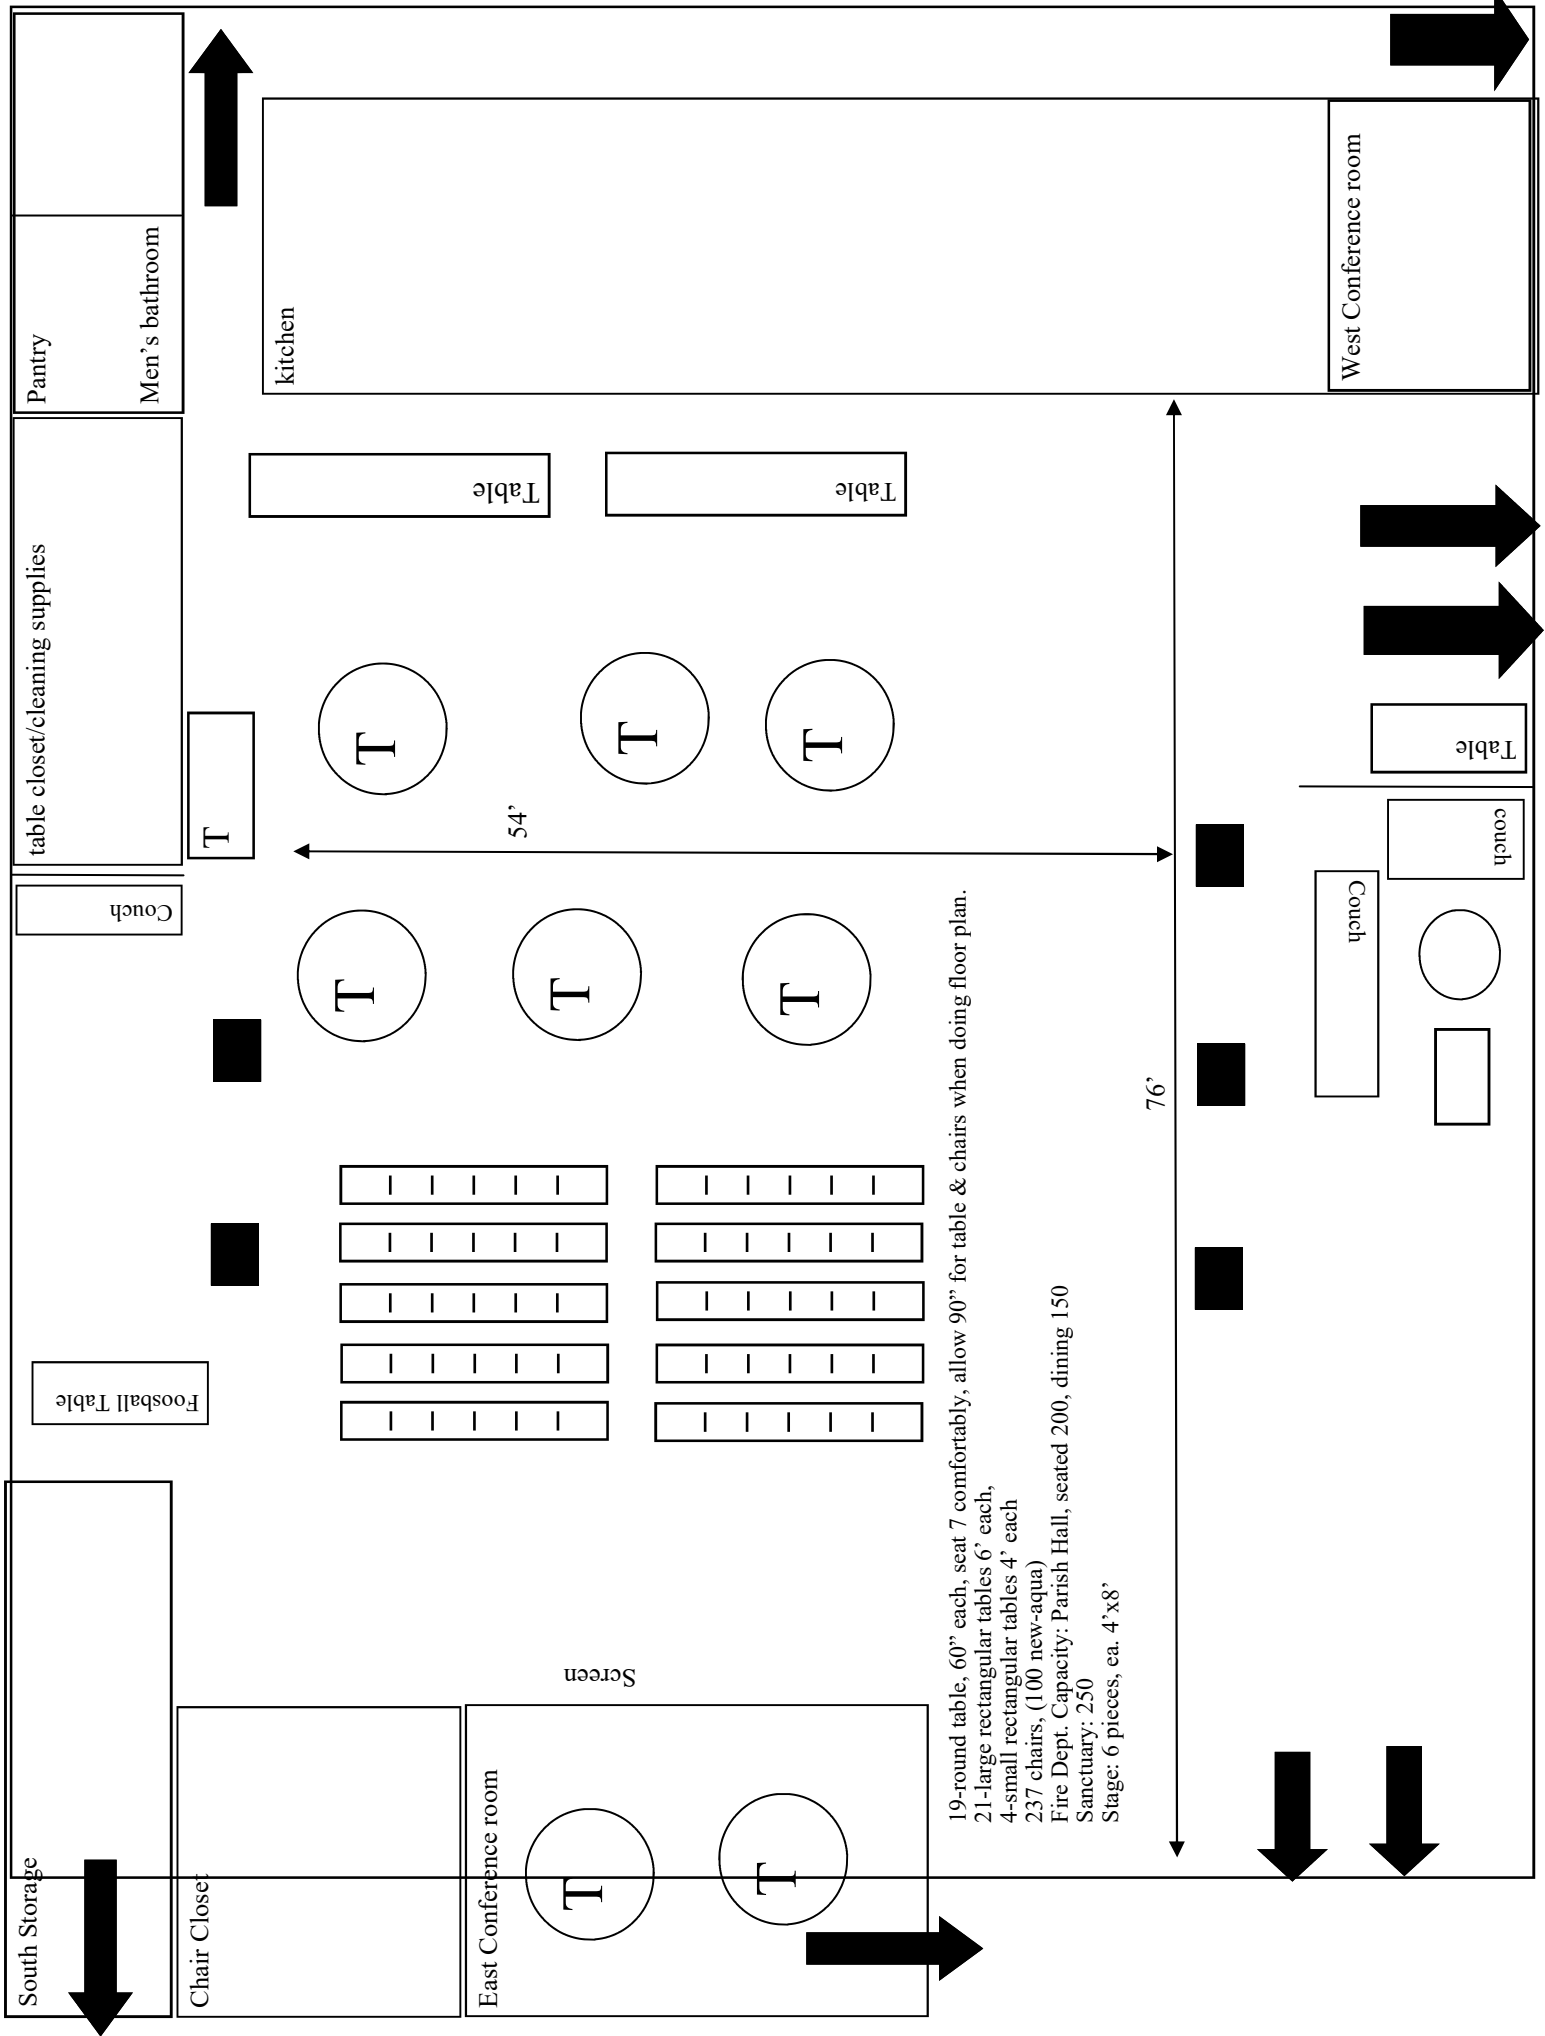 Pantry
Men’s bathroom
kitchen
West Conference room
table closet/cleaning supplies
Table
Table
T
T
T
T
54’
Table
Couch
couch
Couch
T
T
T
76’
Foosball Table
Screen
19-round table, 60” each, seat 7 comfortably, allow 90” for table & chairs when doing floor plan.
21-large rectangular tables 6’ each,
4-small rectangular tables 4’ each
237 chairs, (100 new-aqua)
Fire Dept. Capacity: Parish Hall, seated 200, dining 150
Sanctuary: 250
Stage: 6 pieces, ea. 4’x8’
South Storage
Chair Closet
East Conference room
T
T